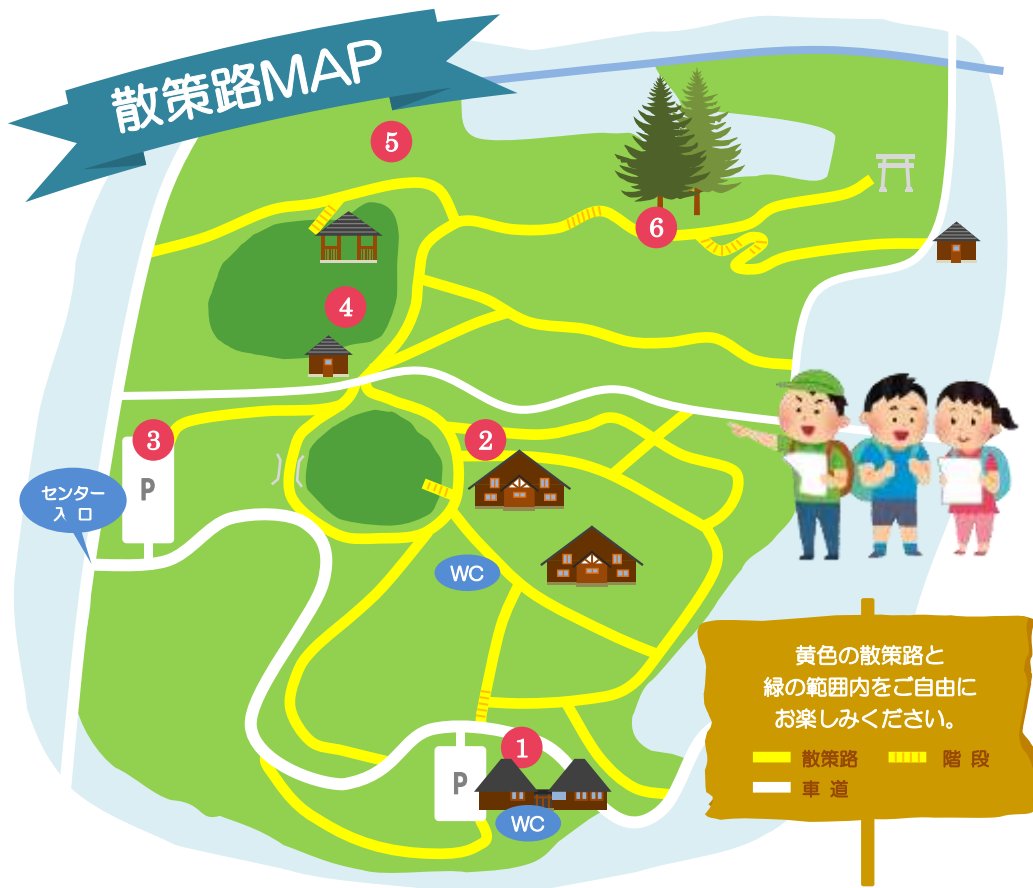 散策路MAP
5
6
4
3
P
2
センター
入 口
WC
1
P
WC
黄色の散策路と
緑の範囲内をご自由に
お楽しみください。
散策路 階 段
車 道